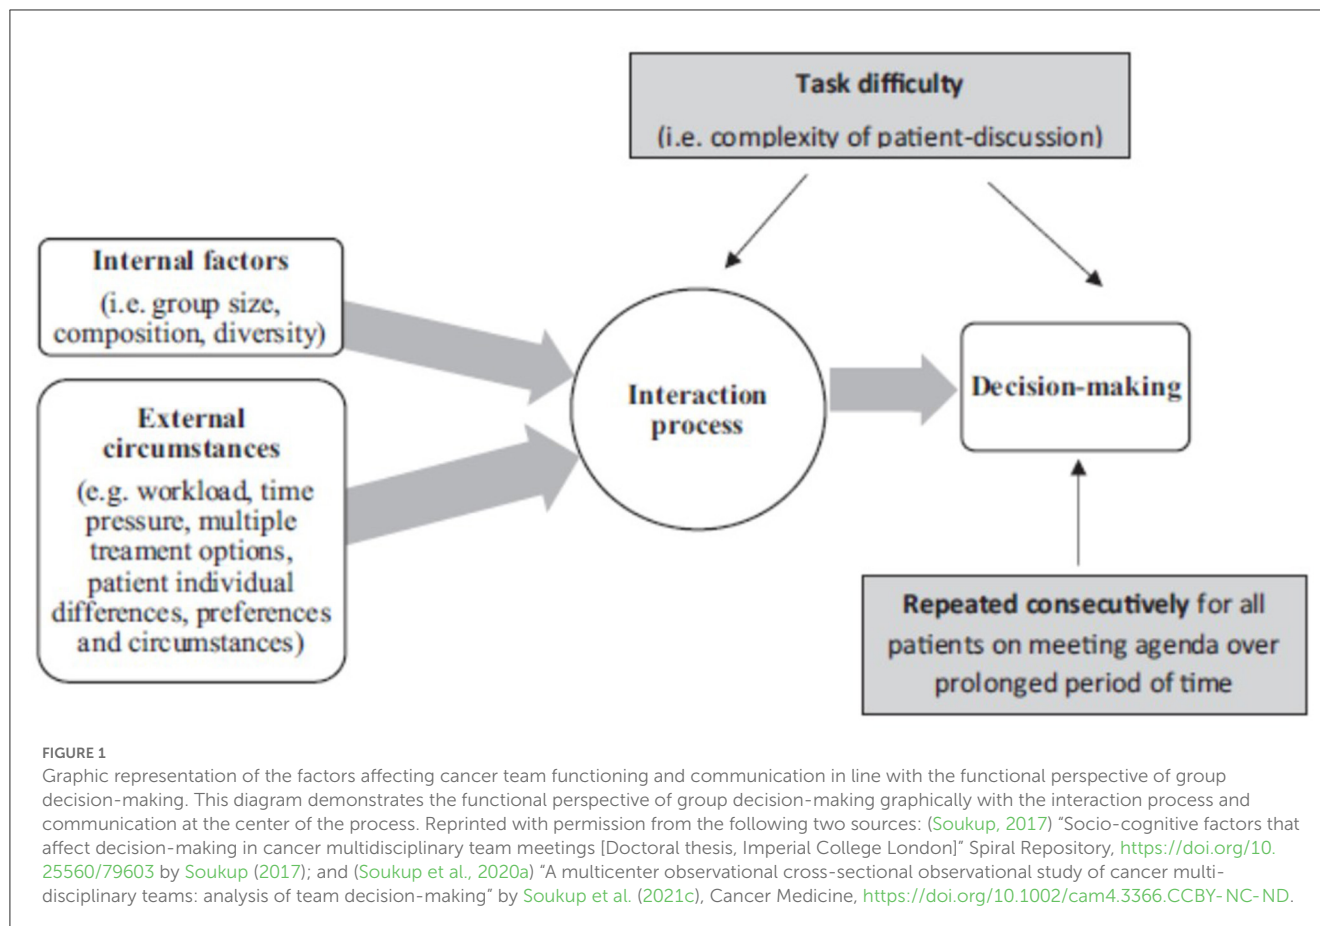 Task difficulty
(i.e. complexity of patient-discussion)
Internal factors
(i.e. group size,
composition, diversity)
External
circumstances
(e.g. workload, time
pressure, multiple
treament options,
patient individual
differences, preferences
and circumstances)
Interaction
process
Decision-making
Repeated consecutively for all
patients on meeting agenda over
prolonged period of time
FIGURE 1
Graphic representation of the factors affecting cancer team functioning and communication in line with the functional perspective of group
decision-making. This diagram demonstrates the functional perspective of group decision-making graphically with the interaction process and
communication at the center of the process. Reprinted with permission from the following two sources: (Soukup, 2017) “Socio-cognitive factors that
affect decision-making in cancer multidisciplinary team meetings [Doctoral thesis, Imperial College London]” Spiral Repository, https://doi.org/10.
25560/79603 by Soukup (2017); and (Soukup et al., 2020a) “A multicenter observational cross-sectional observational study of cancer multi-
disciplinary teams: analysis of team decision-making” by Soukup et al. (2021c), Cancer Medicine, https://doi.org/10.1002/cam4.3366.CCBY-NC-ND.